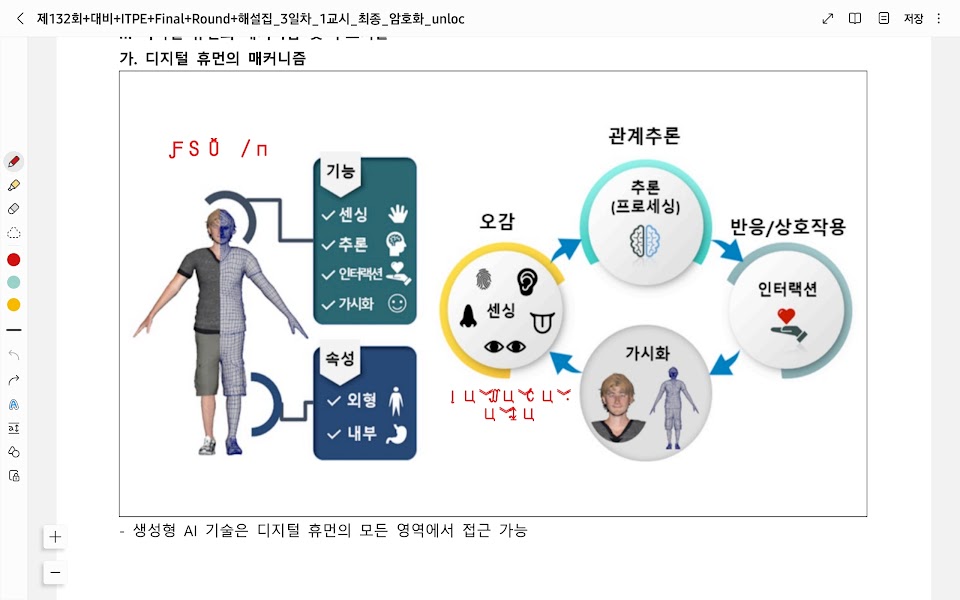 제132회+대비+ITPE+Final+Round+해설집_3일차_1교시_최종_암호화_unloc
저장
가. 디지털 휴먼의 매커니즘
기능
센싱
추론
인터랙션
가시화
속성
외형
내부
관계추론
추론
(프로세싱)
오감
센싱
반응/상호작용
인터랙션
가시화
- 생성형 AI 기술은 디지털 휴먼의 모든 영역에서 접근 가능